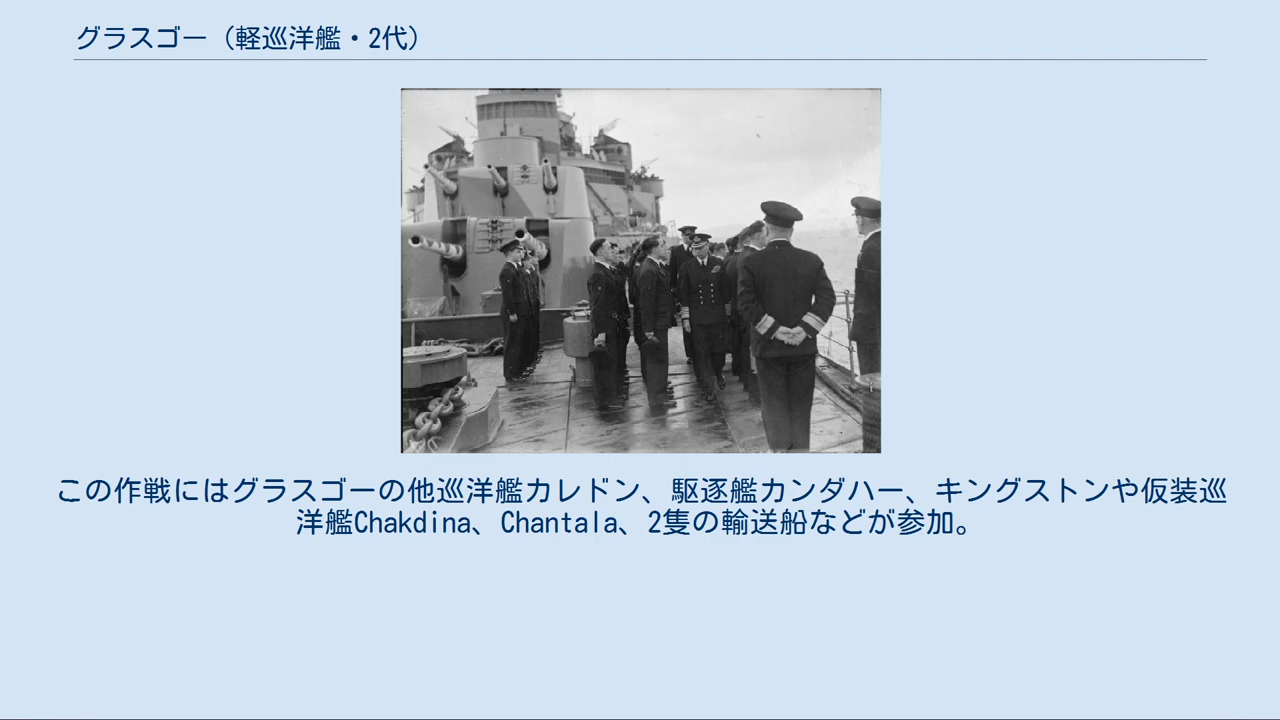 グラスゴー（軽巡洋艦・2代）
この作戦にはグラスゴーの他巡洋艦カレドン、駆逐艦カンダハー、キングストンや仮装巡
洋艦Chakdina、Chantala、2隻の輸送船などが参加。